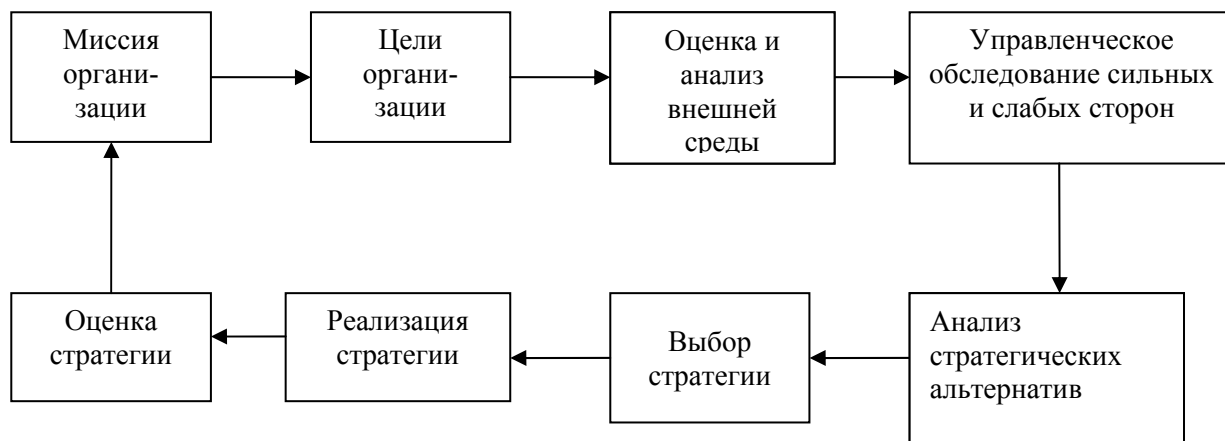 Миссия
органи-
зации
Цели
органи-
зации
Оценка и
анализ
внешней
среды
Управленческое
обследование сильных
и слабых сторон
Оценка
стратегии
Реализация
стратегии
Выбор
стратегии
Анализ
стратегических
альтернатив